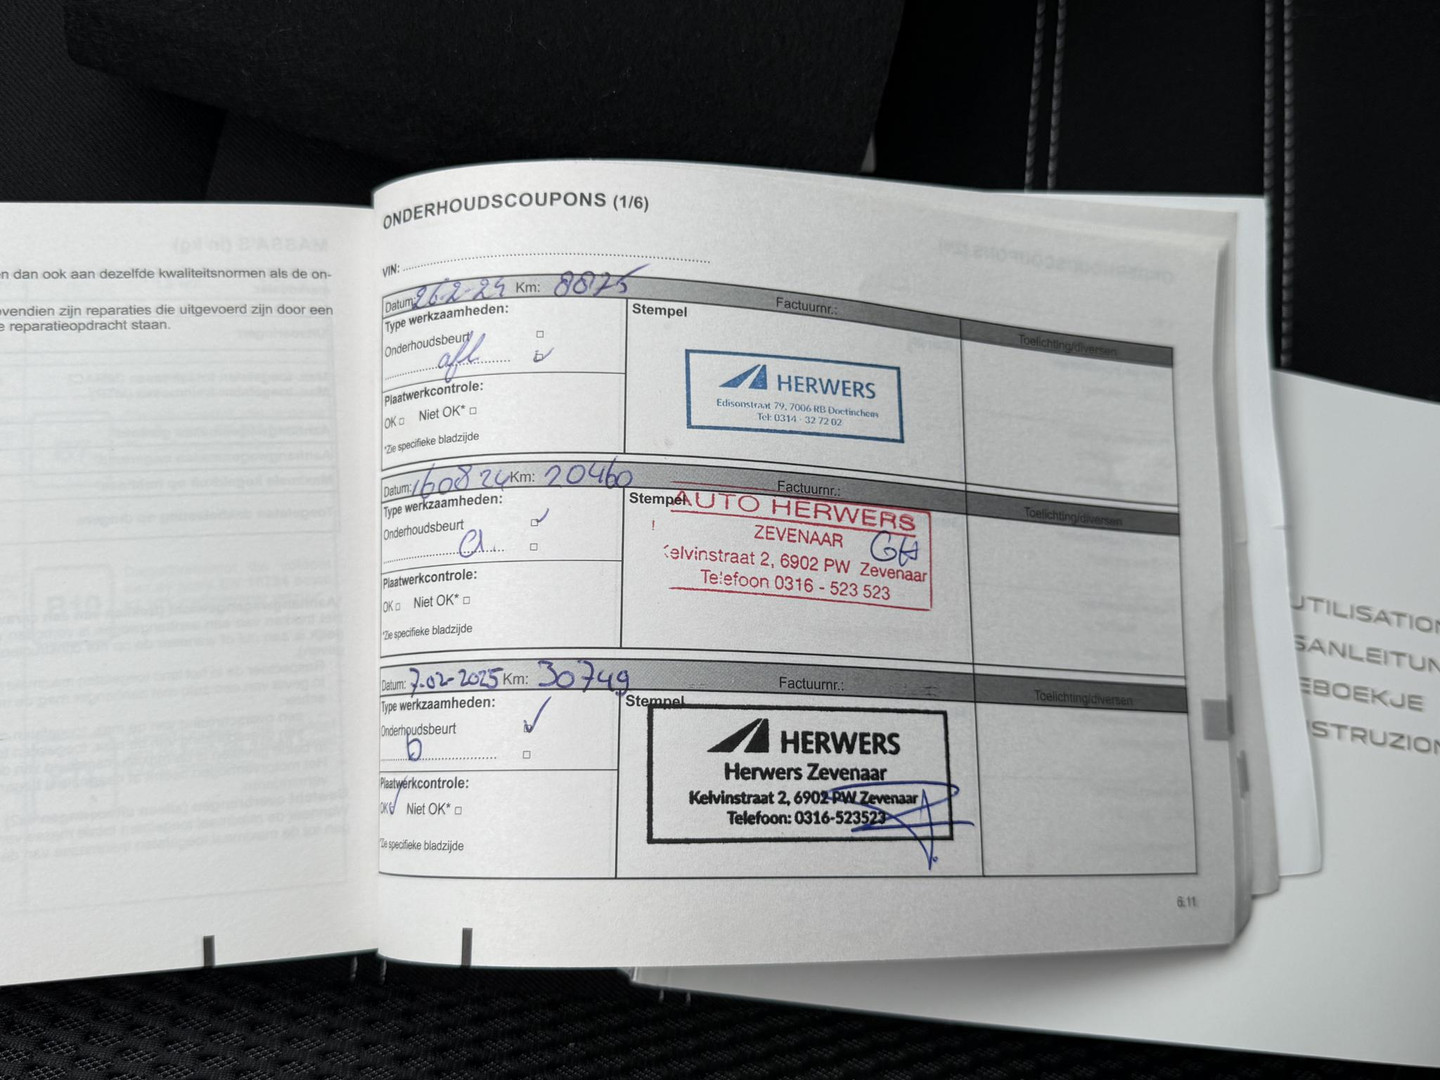 n dan ook aan dezelfde kwaliteitsnormen als de on-
vendien zijn reparaties die uitgevoerd zijn door een
e reparatieopdracht staan.
ONDERHOUDSCOUPONS (1/6)
VIN:
Datum: 26-2-24 Km: 8875 Factuurnr.:
Type werkzaamheden:
Onderhoudsbeurt □
afl
Plaatwerkcontrole:
OK □ Niet OK* □
*Zie specifieke bladzijde
Stempel
Toelichting/diversen
HERWERS
Edisonstraat 79, 7006 RB Doetinchem
Tel: 0314 - 32 72 02
Datum: 160824 Km: 20460 Factuurnr.:
Type werkzaamheden:
Onderhoudsbeurt
□
Plaatwerkcontrole:
OK □ Niet OK* □
*Zie specifieke bladzijde
Stempel
Toelichting/diversen
AUTO HERWERS
ZEVENAAR
Kelvinstraat 2, 6902 PW Zevenaar
Telefoon 0316 - 523 523
Datum: 7-02-2025 Km: 30749 Factuurnr.:
Type werkzaamheden:
Onderhoudsbeurt
b □
Plaatwerkcontrole:
OK Niet OK* □
*Zie specifieke bladzijde
Stempel
Toelichting/diversen
HERWERS
Herwers Zevenaar
Kelvinstraat 2, 6902 PW Zevenaar
Telefoon: 0316-523523
6.11
UTILISATION
SANLEITUN
EBOEKJE
STRUZION